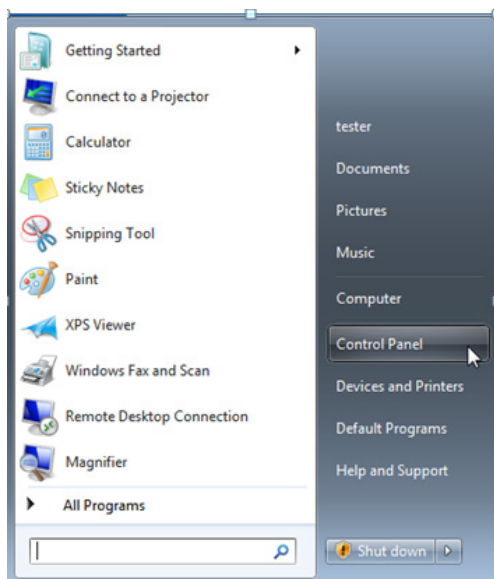 Getting Started
Connect to a Projector
Calculator
Sticky Notes
Snipping Tool
Paint
XPS Viewer
Windows Fax and Scan
Remote Desktop Connection
Magnifier
All Programs
tester
Documents
Pictures
Music
Computer
Control Panel
Devices and Printers
Default Programs
Help and Support
Shut down